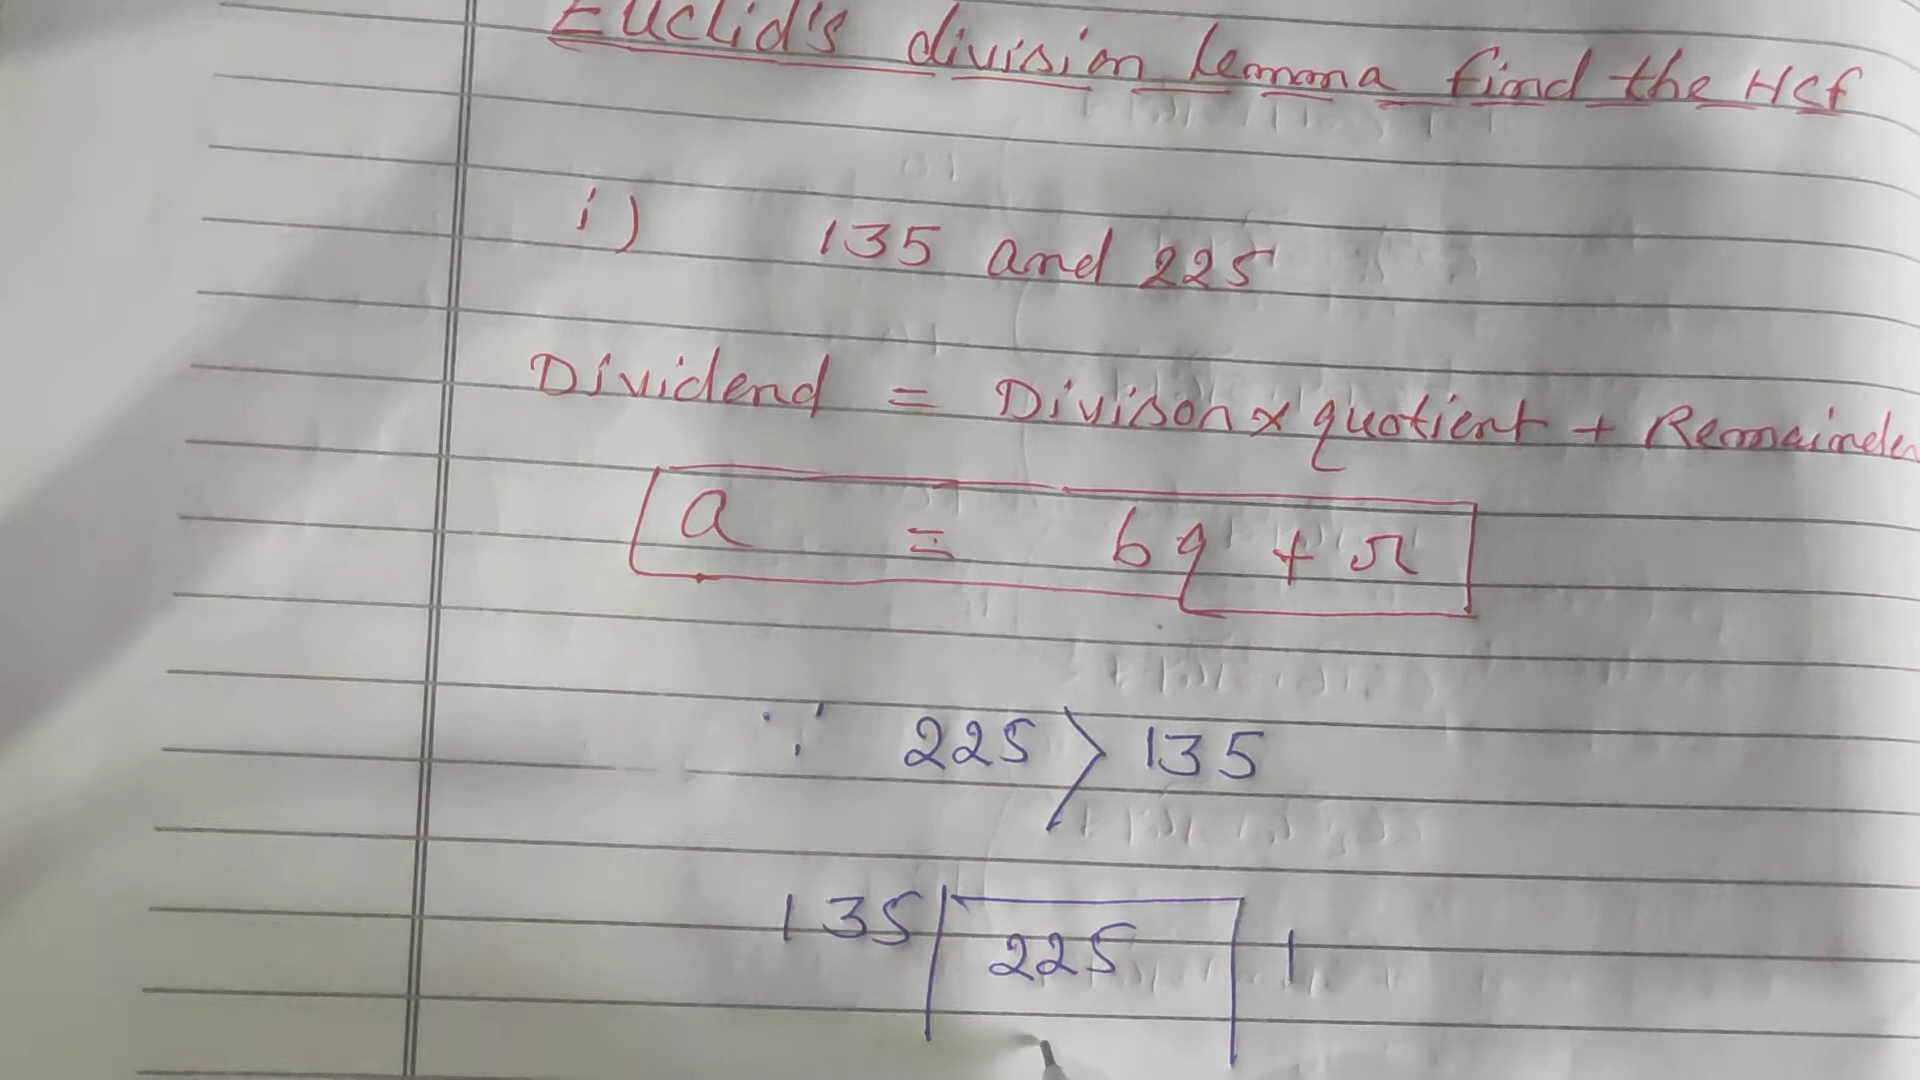 Euclid's division lemma find the HCf
i) 135 and 225
Dividend = Divison x quotient + Remainder
a = bq + r
∵ 225 > 135
135 225 1